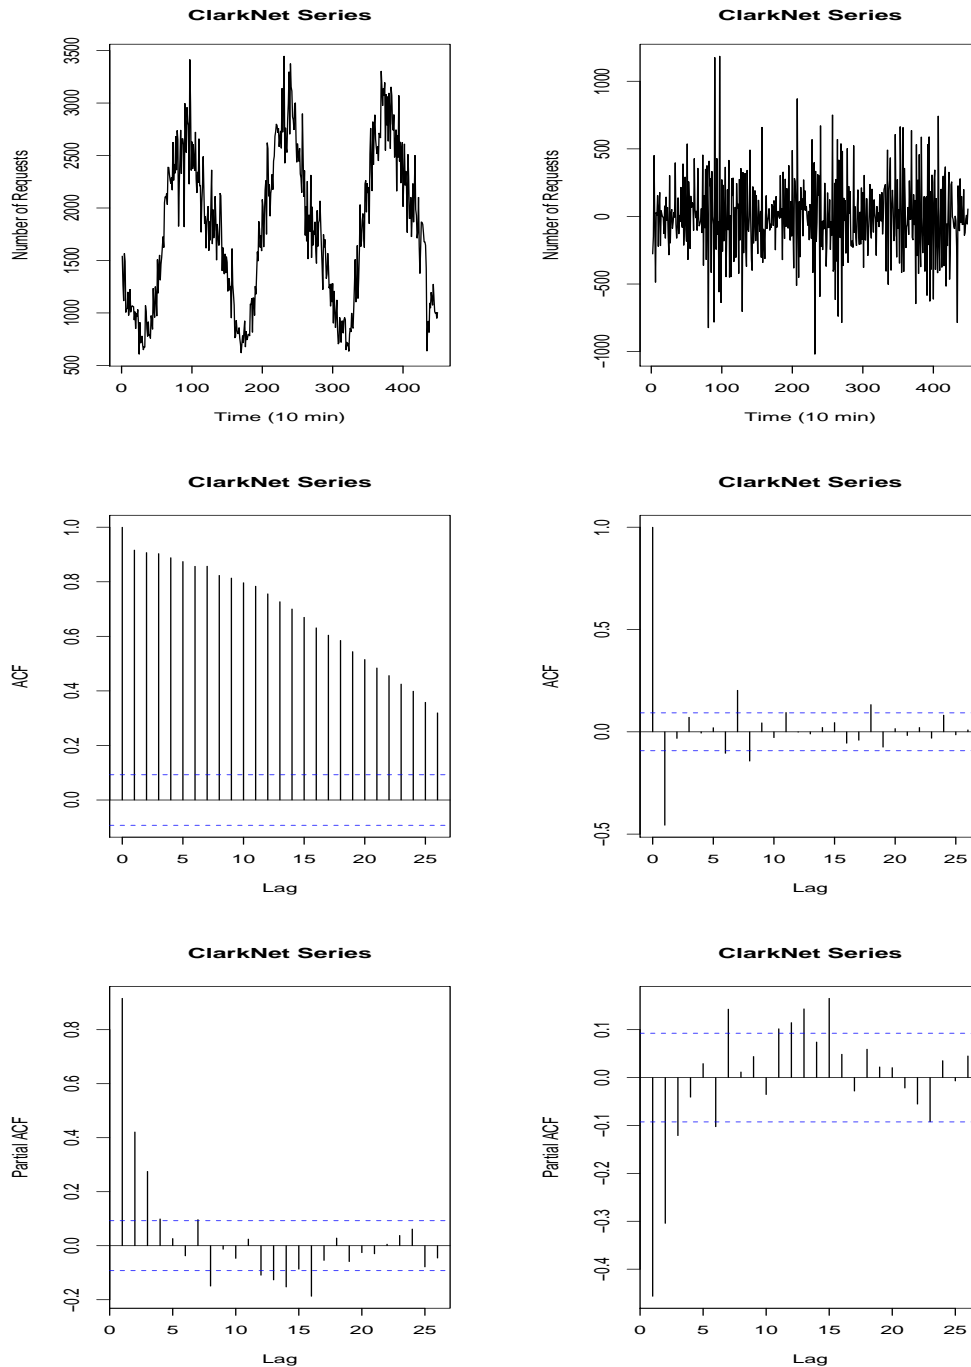 ClarkNet Series
Number of Requests
3500
3000
2500
2000
1500
1000
500
0 100 200 300 400
Time (10 min)
ClarkNet Series
Number of Requests
1000
500
0
−500
−1000
0 100 200 300 400
Time (10 min)
ClarkNet Series
ACF
1.0
0.8
0.6
0.4
0.2
0.0
0 5 10 15 20 25
Lag
ClarkNet Series
ACF
1.0
0.5
0.0
−0.5
0 5 10 15 20 25
Lag
ClarkNet Series
Partial ACF
0.8
0.6
0.4
0.2
0.0
−0.2
0 5 10 15 20 25
Lag
ClarkNet Series
Partial ACF
0.1
0.0
−0.1
−0.2
−0.3
−0.4
0 5 10 15 20 25
Lag